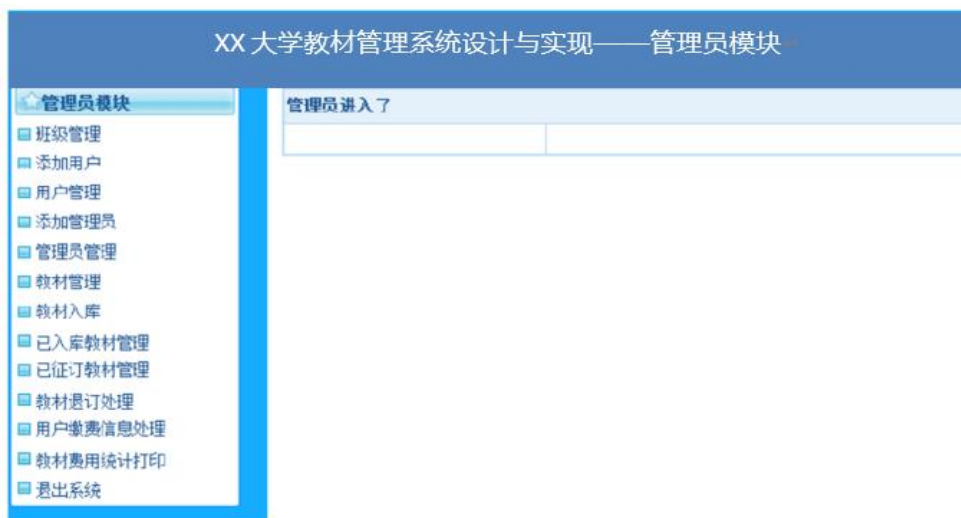 XX 大学教材管理系统设计与实现——管理员模块
管理员模块
班级管理
添加用户
用户管理
添加管理员
管理员管理
教材管理
教材入库
已入库教材管理
已征订教材管理
教材退订处理
用户缴费信息处理
教材费用统计打印
退出系统
管理员进入了